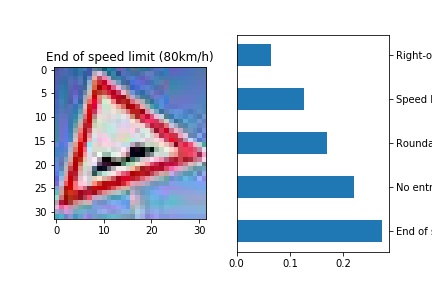 End of speed limit (80km/h)
0
5
10
15
20
25
30
0 10 20 30
Right-o
Speed l
Rounda
No entr
End of s
0.0 0.1 0.2